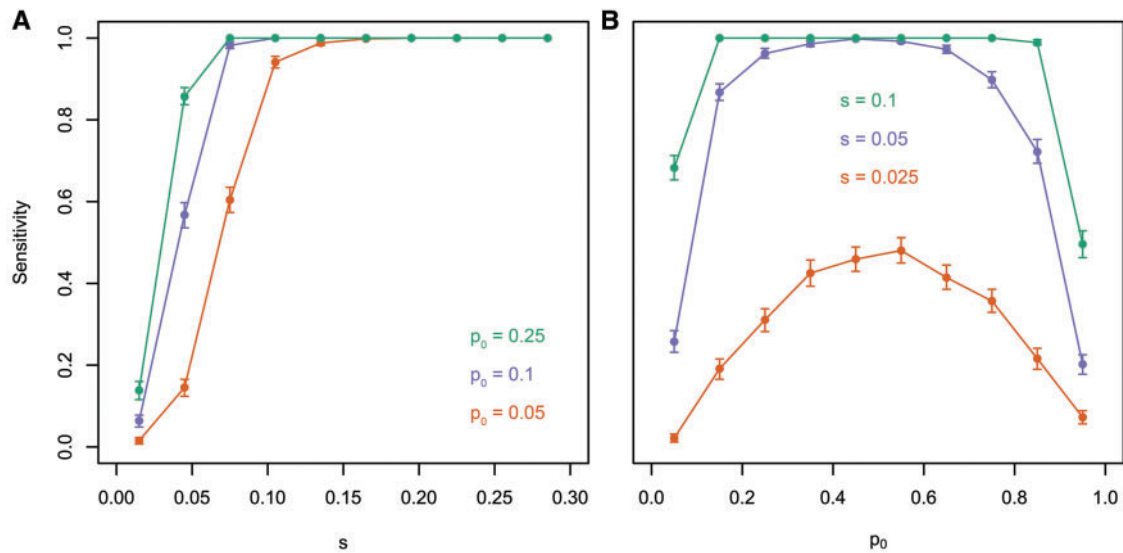 A
B
Sensitivity
1.0
0.8
0.6
0.4
0.2
0.0
p₀ = 0.25
p₀ = 0.1
p₀ = 0.05
0.00 0.05 0.10 0.15 0.20 0.25 0.30
s
s = 0.1
s = 0.05
s = 0.025
0.0 0.2 0.4 0.6 0.8 1.0
p₀